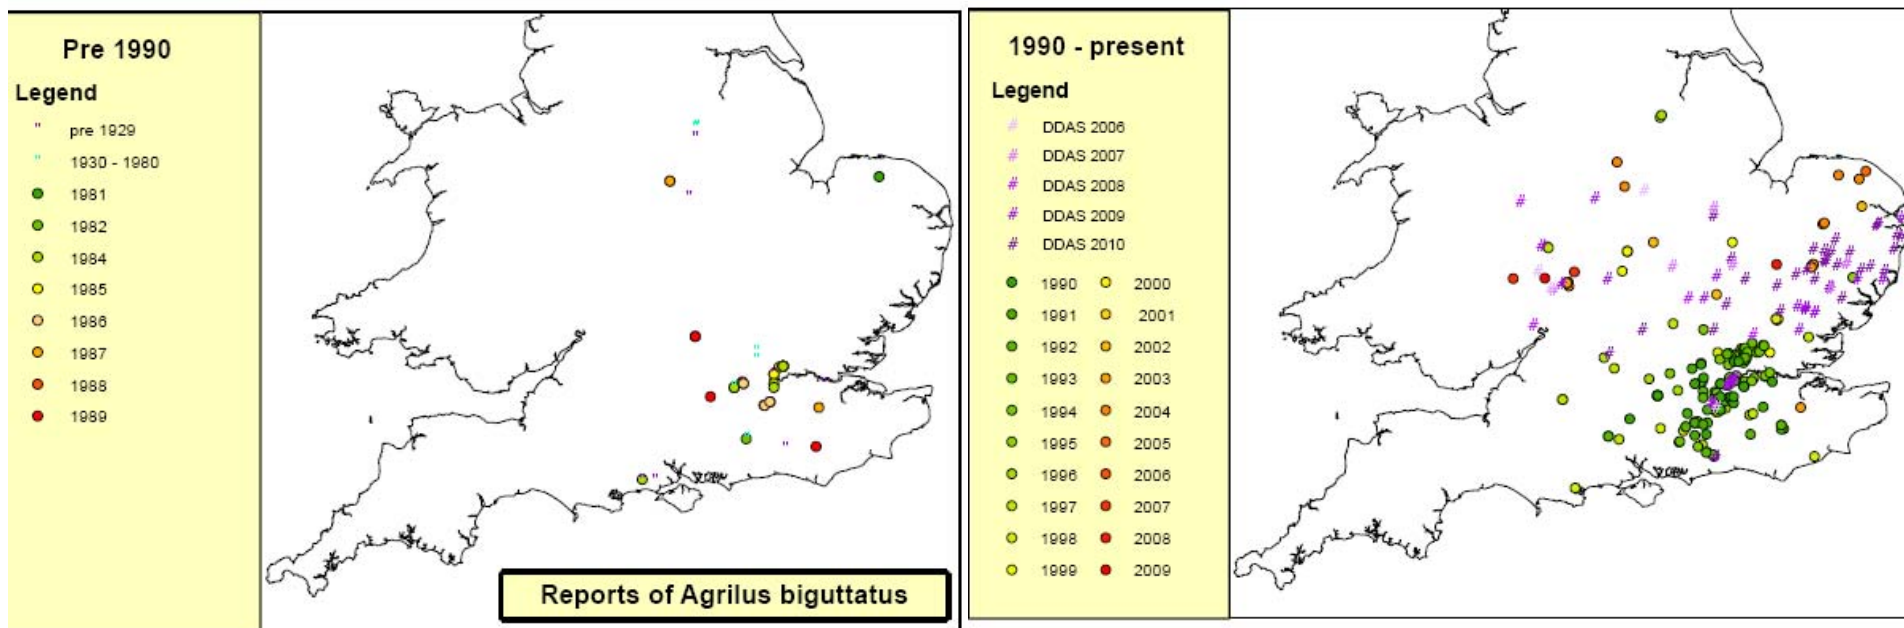 Pre 1990
Legend
" pre 1929
" 1930 - 1980
1981
1982
1984
1985
1986
1987
1988
1989
Reports of Agrilus biguttatus
1990 - present
Legend
# DDAS 2006
# DDAS 2007
# DDAS 2008
# DDAS 2009
# DDAS 2010
1990 2000
1991 2001
1992 2002
1993 2003
1994 2004
1995 2005
1996 2006
1997 2007
1998 2008
1999 2009